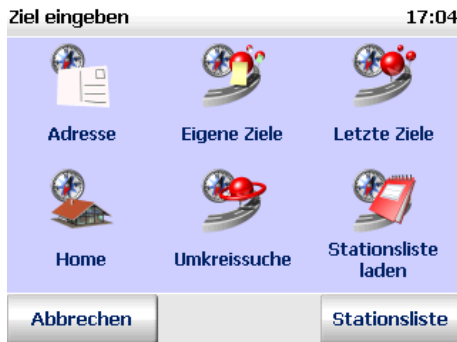 Ziel eingeben 17:04
Adresse Eigene Ziele Letzte Ziele
Home Umkreissuche Stationsliste
laden
Abbrechen Stationsliste